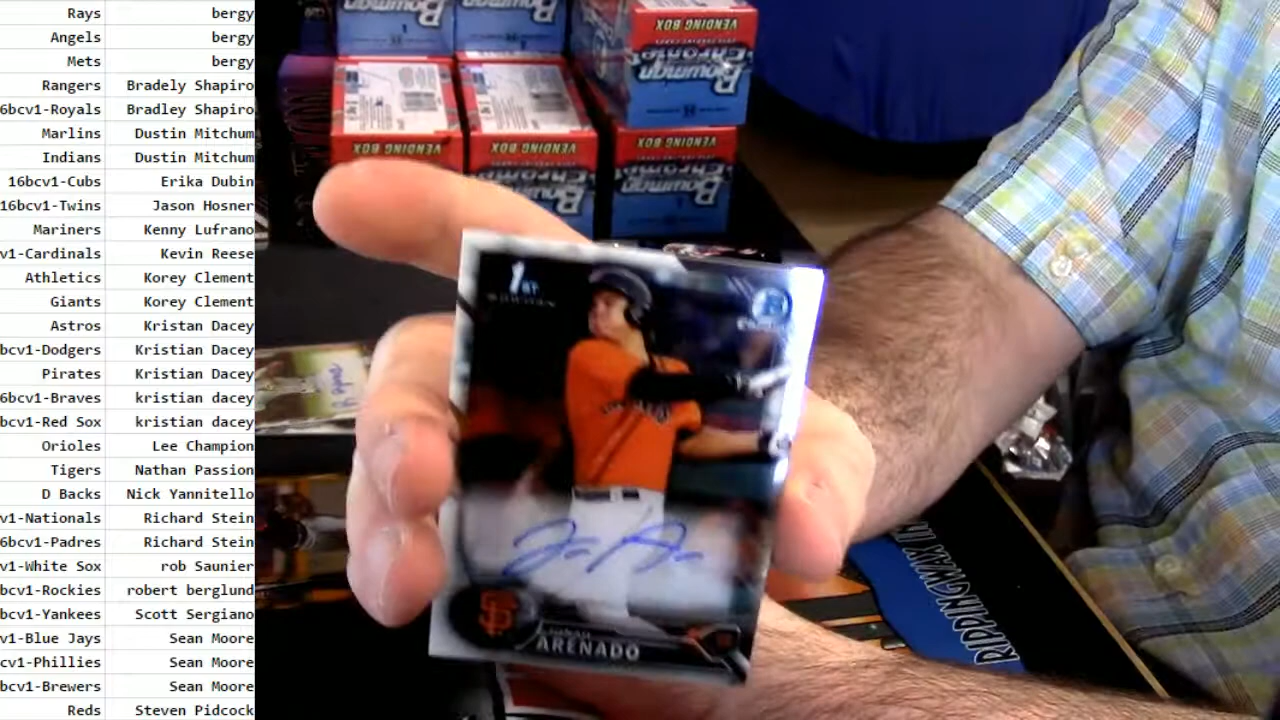 Rays bergy
Angels bergy
Mets bergy
Rangers Bradely Shapiro
6bcv1-Royals Bradley Shapiro
Marlins Dustin Mitchum
Indians Dustin Mitchum
16bcv1-Cubs Erika Dubin
16bcv1-Twins Jason Hosner
Mariners Kenny Lufrano
v1-Cardinals Kevin Reese
Athletics Korey Clement
Giants Korey Clement
Astros Kristan Dacey
bcv1-Dodgers Kristian Dacey
Pirates Kristian Dacey
6bcv1-Braves kristian dacey
bcv1-Red Sox kristian dacey
Orioles Lee Champion
Tigers Nathan Passion
D Backs Nick Yannitello
v1-Nationals Richard Stein
6bcv1-Padres Richard Stein
v1-White Sox rob Saunier
bcv1-Rockies robert berglund
bcv1-Yankees Scott Sergiano
v1-Blue Jays Sean Moore
cv1-Phillies Sean Moore
bcv1-Brewers Sean Moore
Reds Steven Pidcock
VENDING BOX
Bowman
Chrome
VENDING BOX
VENDING BOX
VENDING BOX
Bowman
Bowman
Bowman
1ST
BOWMAN
SF
ARENADO
RIPPINGWAX